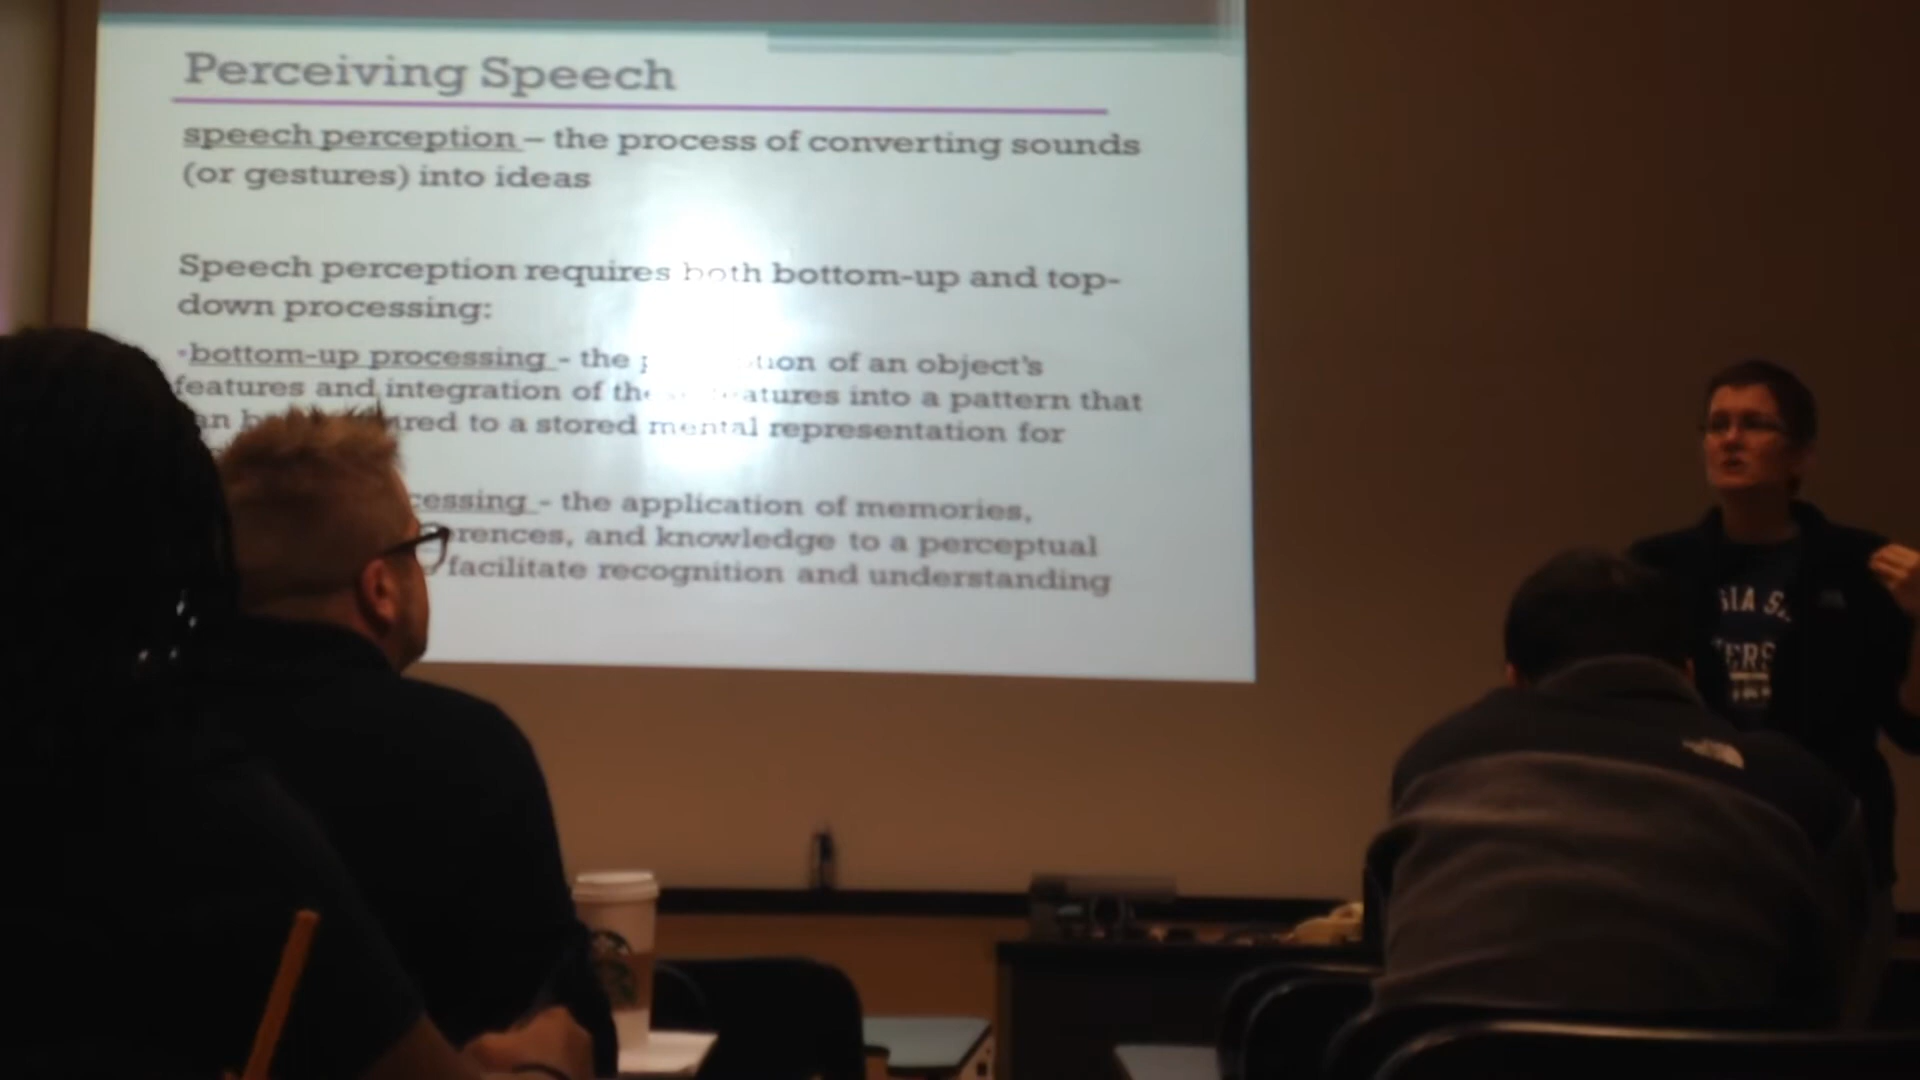 Perceiving Speech
speech perception – the process of converting sounds
(or gestures) into ideas
Speech perception requires both bottom-up and top-
down processing:
•bottom-up processing - the of an object's
features and integration of features into a pattern that
to a stored mental representation for
- the application of memories,
and knowledge to a perceptual
facilitate recognition and understanding